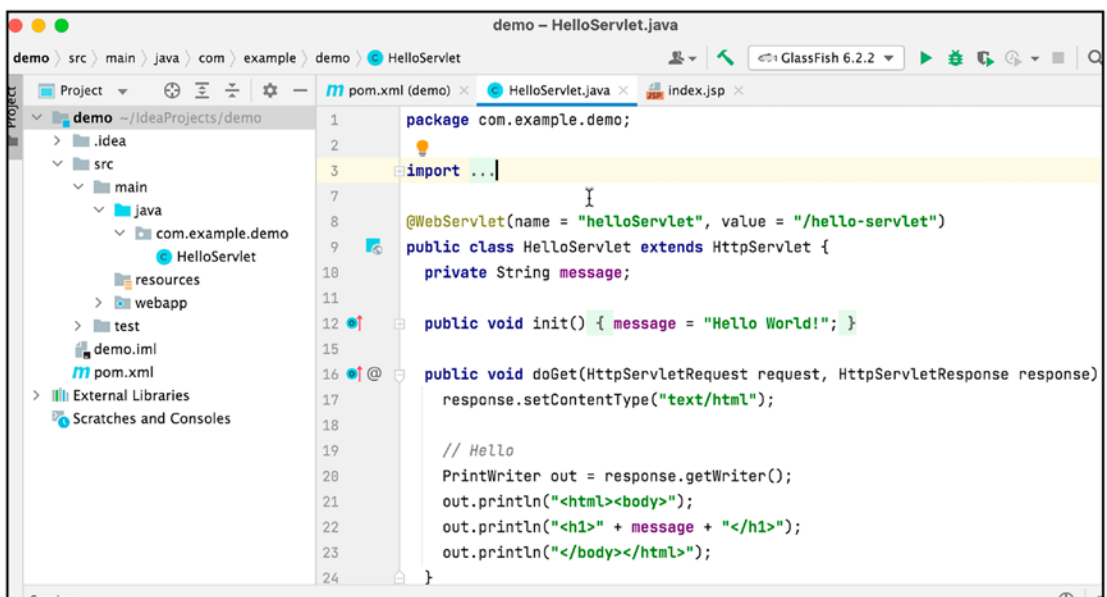 demo – HelloServlet.java
demo 〉 src 〉 main 〉 java 〉 com 〉 example 〉 demo 〉 C HelloServlet
GlassFish 6.2.2
Project
Project
demo ~/IdeaProjects/demo
.idea
src
main
java
com.example.demo
C HelloServlet
resources
webapp
test
demo.iml
m pom.xml
External Libraries
Scratches and Consoles
m pom.xml (demo) ×
C HelloServlet.java ×
JSP index.jsp ×
1 package com.example.demo;
2
3 import ...
7
8 @WebServlet(name = "helloServlet", value = "/hello-servlet")
9 public class HelloServlet extends HttpServlet {
10 private String message;
11
12 public void init() { message = "Hello World!"; }
15
16 @ public void doGet(HttpServletRequest request, HttpServletResponse response)
17 response.setContentType("text/html");
18
19 // Hello
20 PrintWriter out = response.getWriter();
21 out.println("<html><body>");
22 out.println("<h1>" + message + "</h1>");
23 out.println("</body></html>");
24 }